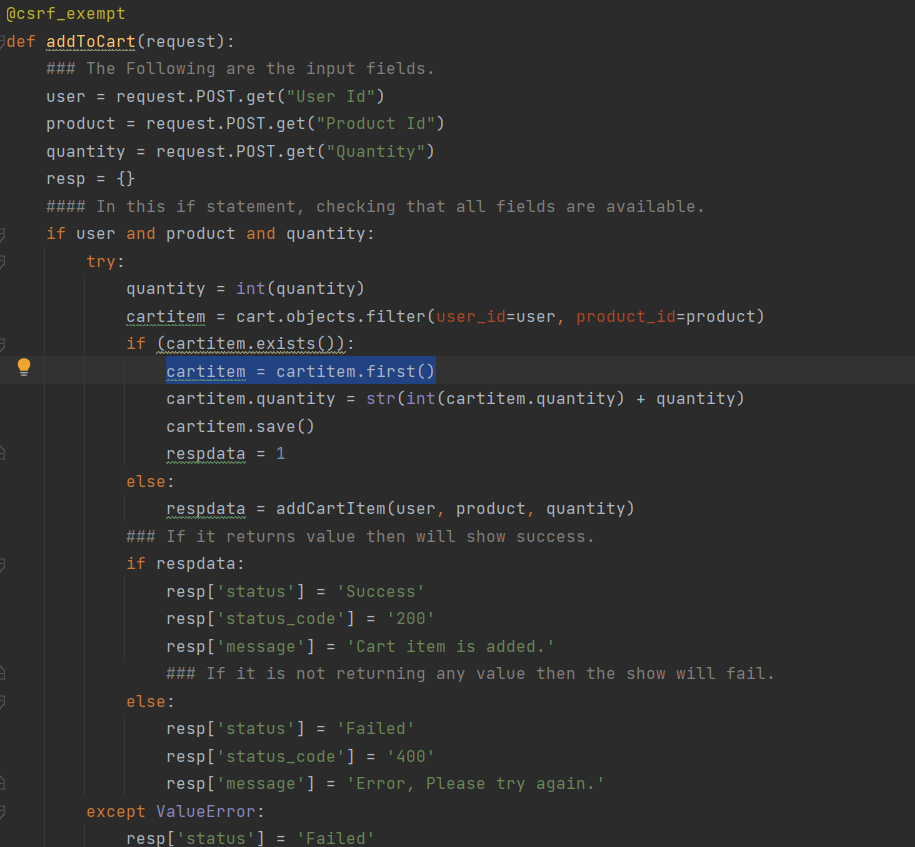 @csrf_exempt
def addToCart(request):
    ### The Following are the input fields.
    user = request.POST.get("User Id")
    product = request.POST.get("Product Id")
    quantity = request.POST.get("Quantity")
    resp = {}
    #### In this if statement, checking that all fields are available.
    if user and product and quantity:
        try:
            quantity = int(quantity)
            cartitem = cart.objects.filter(user_id=user, product_id=product)
            if (cartitem.exists()):
                cartitem = cartitem.first()
                cartitem.quantity = str(int(cartitem.quantity) + quantity)
                cartitem.save()
                respdata = 1
            else:
                respdata = addCartItem(user, product, quantity)
            ### If it returns value then will show success.
            if respdata:
                resp['status'] = 'Success'
                resp['status_code'] = '200'
                resp['message'] = 'Cart item is added.'
                ### If it is not returning any value then the show will fail.
            else:
                resp['status'] = 'Failed'
                resp['status_code'] = '400'
                resp['message'] = 'Error, Please try again.'
        except ValueError:
            resp['status'] = 'Failed'